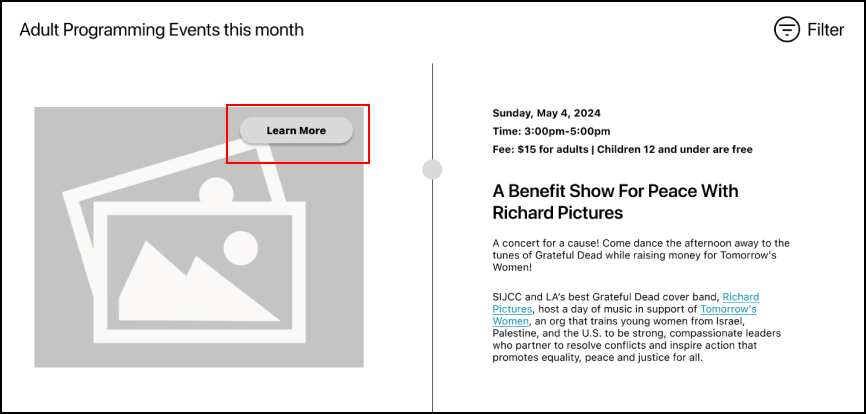 Adult Programming Events this month
Filter
Learn More
Sunday, May 4, 2024
Time: 3:00pm-5:00pm
Fee: $15 for adults | Children 12 and under are free
A Benefit Show For Peace With
Richard Pictures
A concert for a cause! Come dance the afternoon away to the
tunes of Grateful Dead while raising money for Tomorrow's
Women!
SIJCC and LA's best Grateful Dead cover band, Richard
Pictures, host a day of music in support of Tomorrow's
Women, an org that trains young women from Israel,
Palestine, and the U.S. to be strong, compassionate leaders
who partner to resolve conflicts and inspire action that
promotes equality, peace and justice for all.